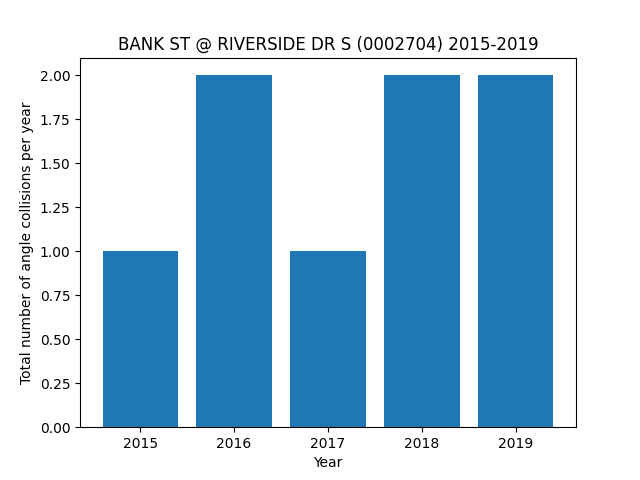 BANK ST @ RIVERSIDE DR S (0002704) 2015-2019
Total number of angle collisions per year
2.00
1.75
1.50
1.25
1.00
0.75
0.50
0.25
0.00
2015 2016 2017 2018 2019
Year